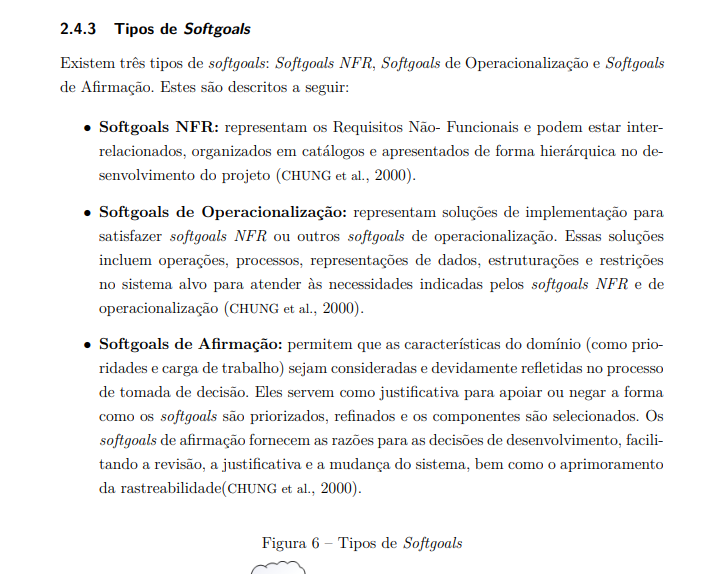 2.4.3 Tipos de Softgoals
Existem três tipos de softgoals: Softgoals NFR, Softgoals de Operacionalização e Softgoals
de Afirmação. Estes são descritos a seguir:
• Softgoals NFR: representam os Requisitos Não- Funcionais e podem estar inter-
relacionados, organizados em catálogos e apresentados de forma hierárquica no de-
senvolvimento do projeto (CHUNG et al., 2000).
• Softgoals de Operacionalização: representam soluções de implementação para
satisfazer softgoals NFR ou outros softgoals de operacionalização. Essas soluções
incluem operações, processos, representações de dados, estruturações e restrições
no sistema alvo para atender às necessidades indicadas pelos softgoals NFR e de
operacionalização (CHUNG et al., 2000).
• Softgoals de Afirmação: permitem que as características do domínio (como prio-
ridades e carga de trabalho) sejam consideradas e devidamente refletidas no processo
de tomada de decisão. Eles servem como justificativa para apoiar ou negar a forma
como os softgoals são priorizados, refinados e os componentes são selecionados. Os
softgoals de afirmação fornecem as razões para as decisões de desenvolvimento, facili-
tando a revisão, a justificativa e a mudança do sistema, bem como o aprimoramento
da rastreabilidade(CHUNG et al., 2000).
Figura 6 – Tipos de Softgoals